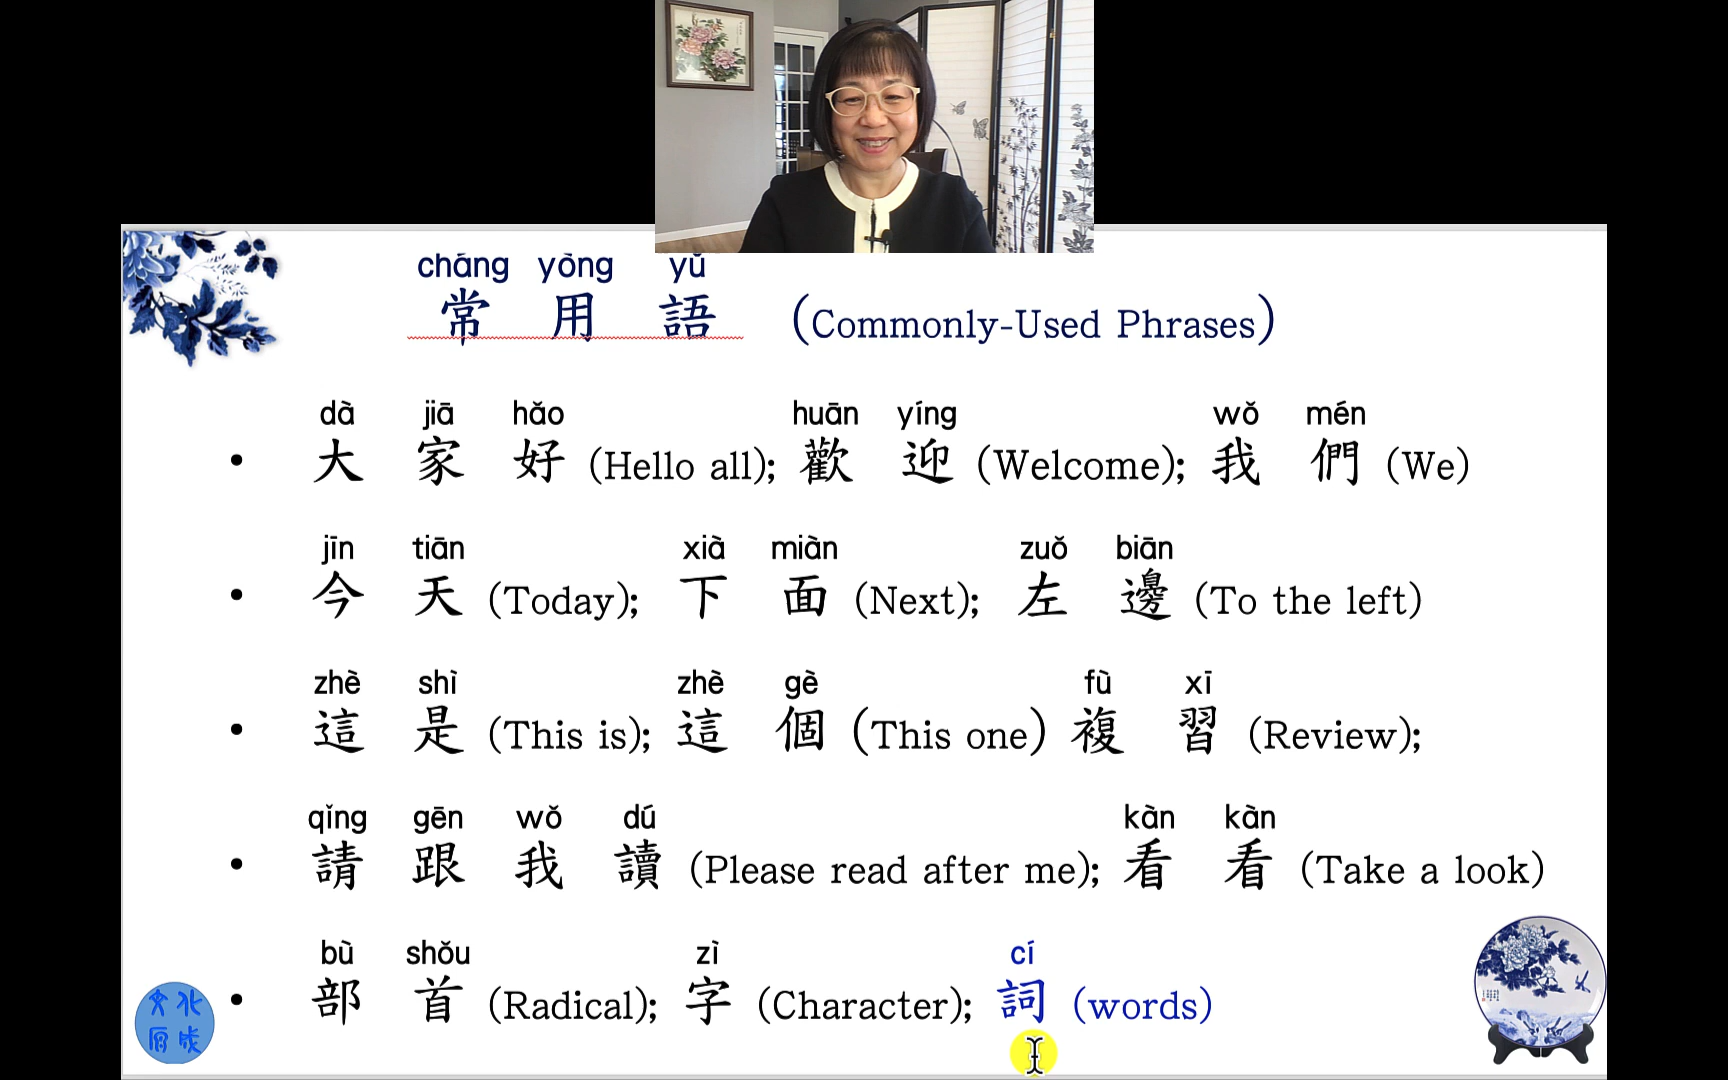 cháng yòng yǔ
常 用 語 (Commonly-Used Phrases)
dà jiā hǎo huān yíng wǒ mén
• 大 家 好 (Hello all); 歡 迎 (Welcome); 我 們 (We)
jīn tiān xià miàn zuǒ biān
• 今 天 (Today); 下 面 (Next); 左 邊 (To the left)
zhè shì zhè gè fù xī
• 這 是 (This is); 這 個 (This one) 複 習 (Review);
qǐng gēn wǒ dú kàn kàn
• 請 跟 我 讀 (Please read after me); 看 看 (Take a look)
bù shǒu zì cí
• 部 首 (Radical); 字 (Character); 詞 (words)